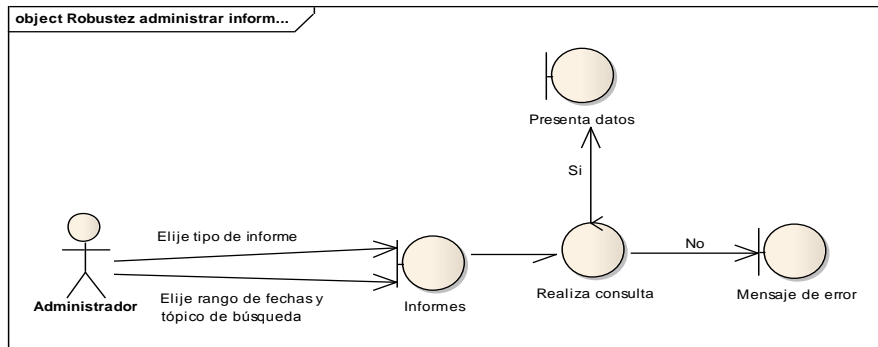 object Robustez administrar inform...
Presenta datos
Si
Elije tipo de informe
No
Elije rango de fechas y
tópico de búsqueda
Administrador
Informes
Realiza consulta
Mensaje de error